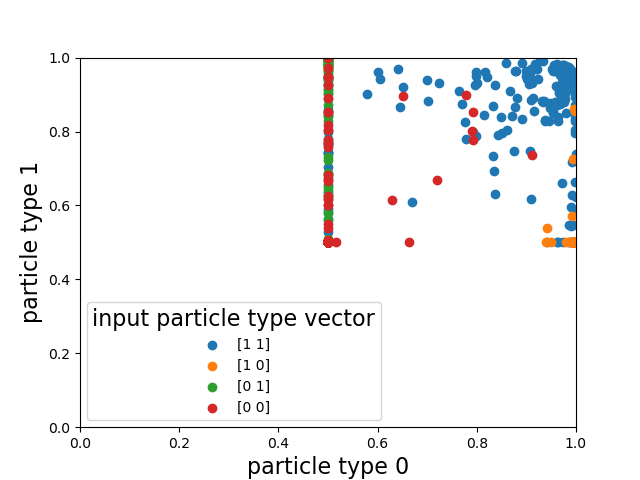 1.0
0.8
0.6
0.4
0.2
0.0
particle type 1
input particle type vector
[1 1]
[1 0]
[0 1]
[0 0]
0.0 0.2 0.4 0.6 0.8 1.0
particle type 0